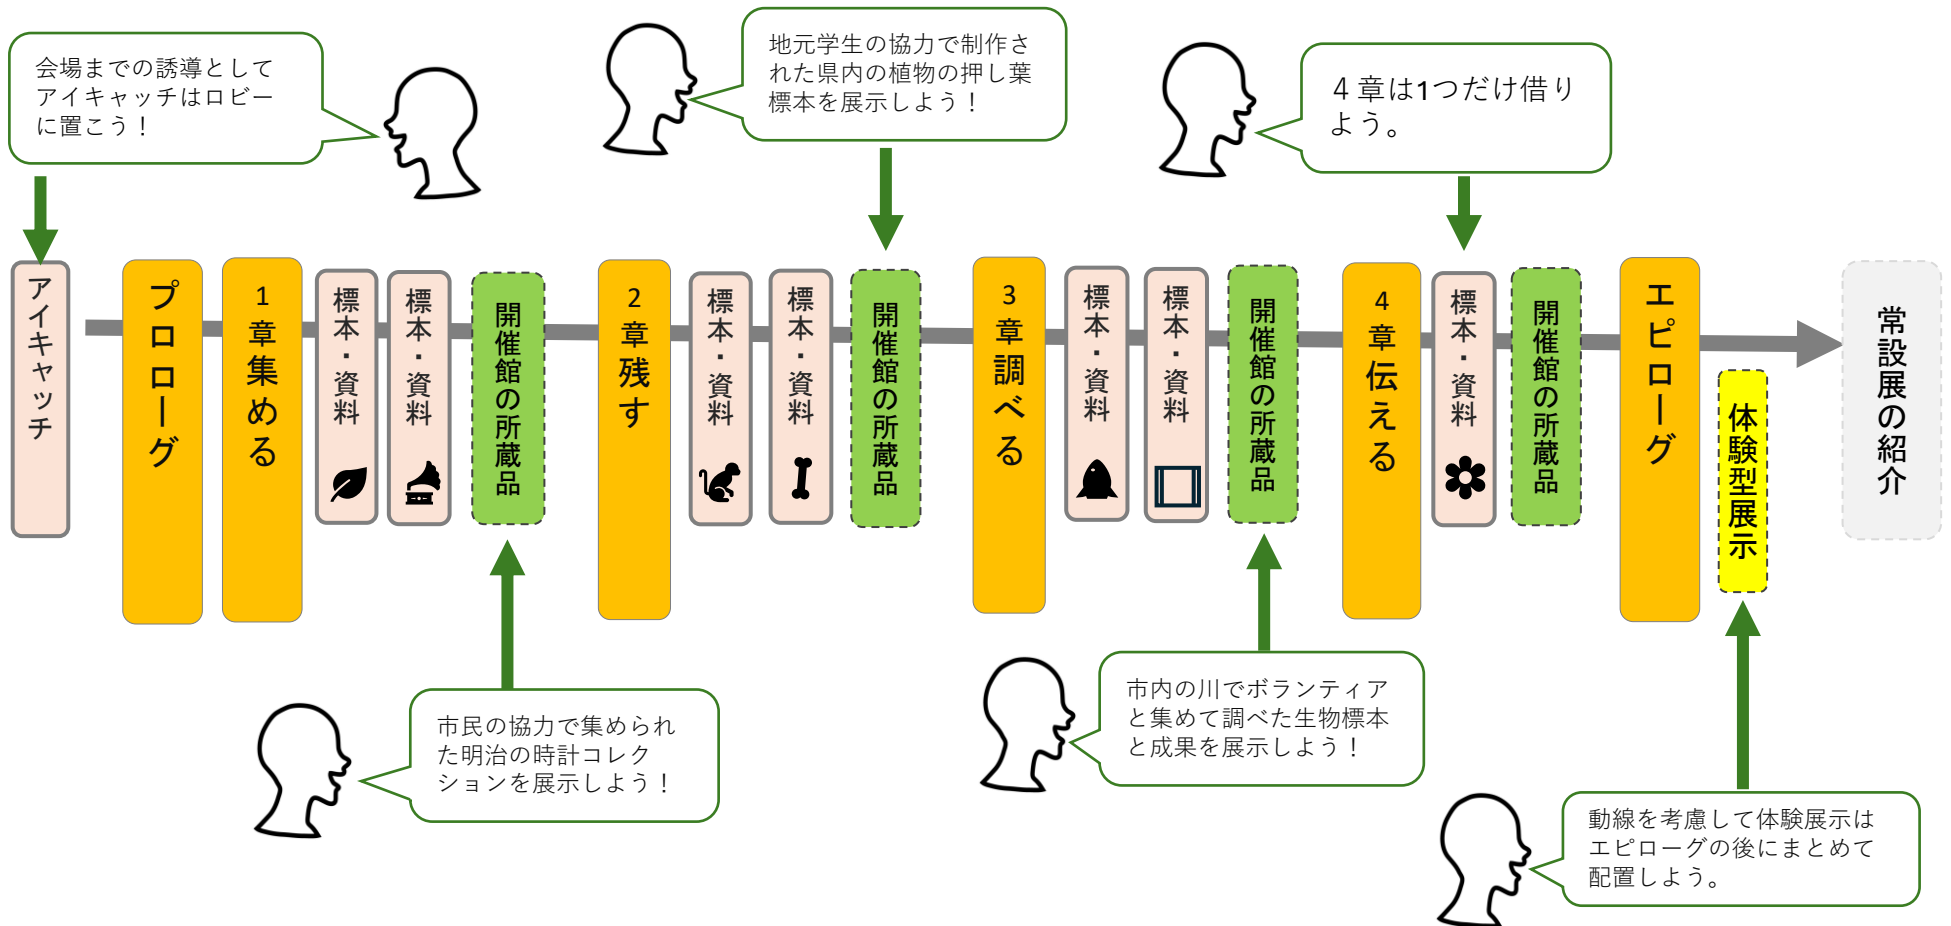 会場までの誘導として
アイキャッチはロビー
に置こう！
地元学生の協力で制作さ
れた県内の植物の押し葉
標本を展示しよう！
４章は1つだけ借り
よう。
アイキャッチ
プロローグ
1章集める
標本・資料
標本・資料
開催館の所蔵品
2章残す
標本・資料
標本・資料
開催館の所蔵品
3章調べる
標本・資料
標本・資料
開催館の所蔵品
4章伝える
標本・資料
開催館の所蔵品
エピローグ
体験型展示
常設展の紹介
市民の協力で集められ
た明治の時計コレク
ションを展示しよう！
市内の川でボランティア
と集めて調べた生物標本
と成果を展示しよう！
動線を考慮して体験展示は
エピローグの後にまとめて
配置しよう。